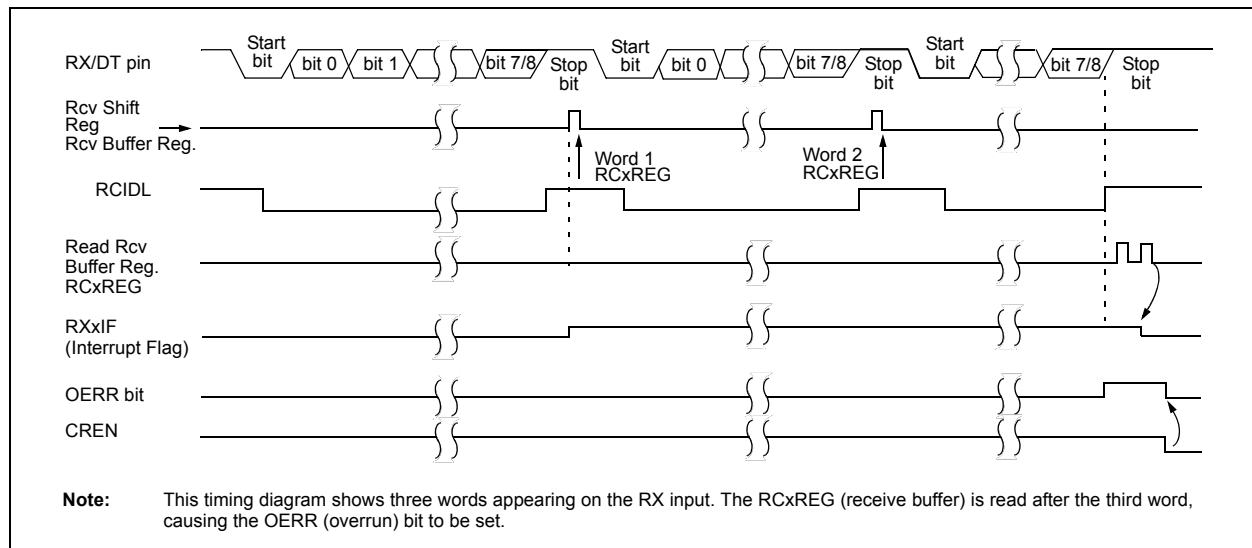 Start bit
bit 0
bit 1
bit 7/8
Stop bit
Start bit
bit 0
bit 7/8
Stop bit
Start bit
bit 7/8
Stop bit
RX/DT pin
Rcv Shift
Reg
Rcv Buffer Reg.
Word 1
RCxREG
Word 2
RCxREG
RCIDL
Read Rcv
Buffer Reg.
RCxREG
RXxIF
(Interrupt Flag)
OERR bit
CREN
Note: This timing diagram shows three words appearing on the RX input. The RCxREG (receive buffer) is read after the third word,
causing the OERR (overrun) bit to be set.